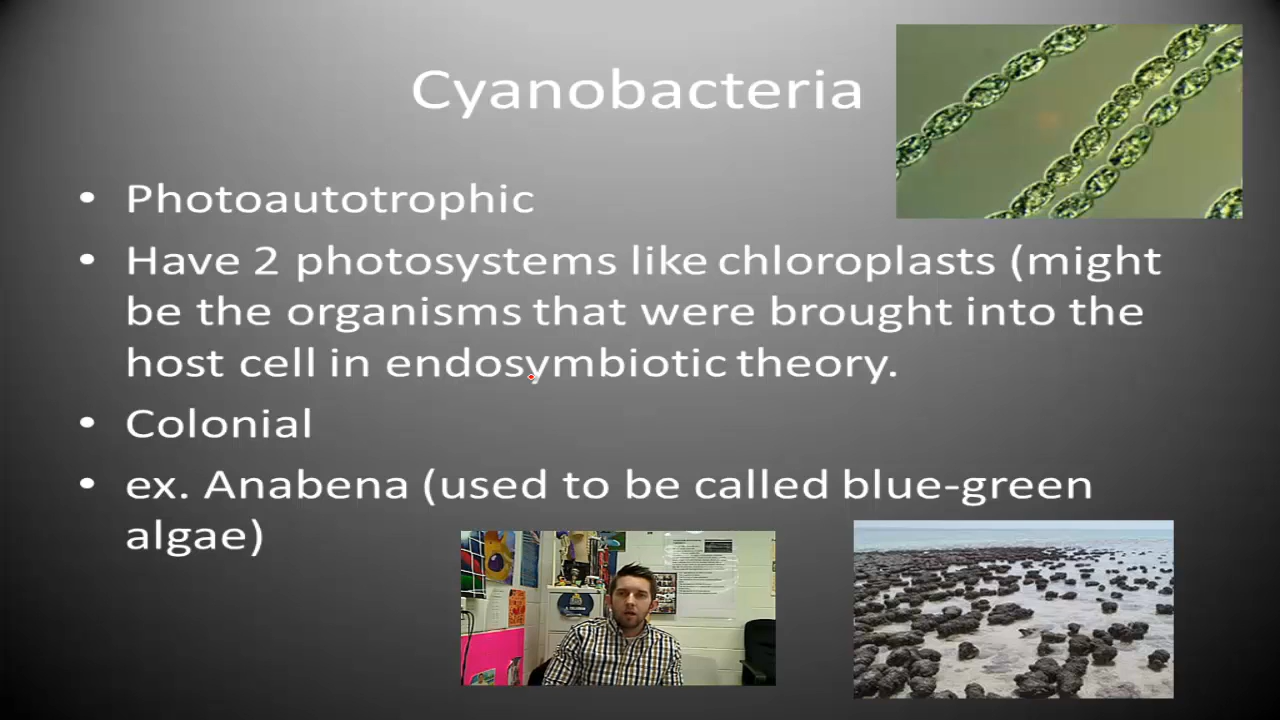 Cyanobacteria
• Photoautotrophic
• Have 2 photosystems like chloroplasts (might
be the organisms that were brought into the
host cell in endosymbiotic theory.
• Colonial
• ex. Anabena (used to be called blue-green
algae)